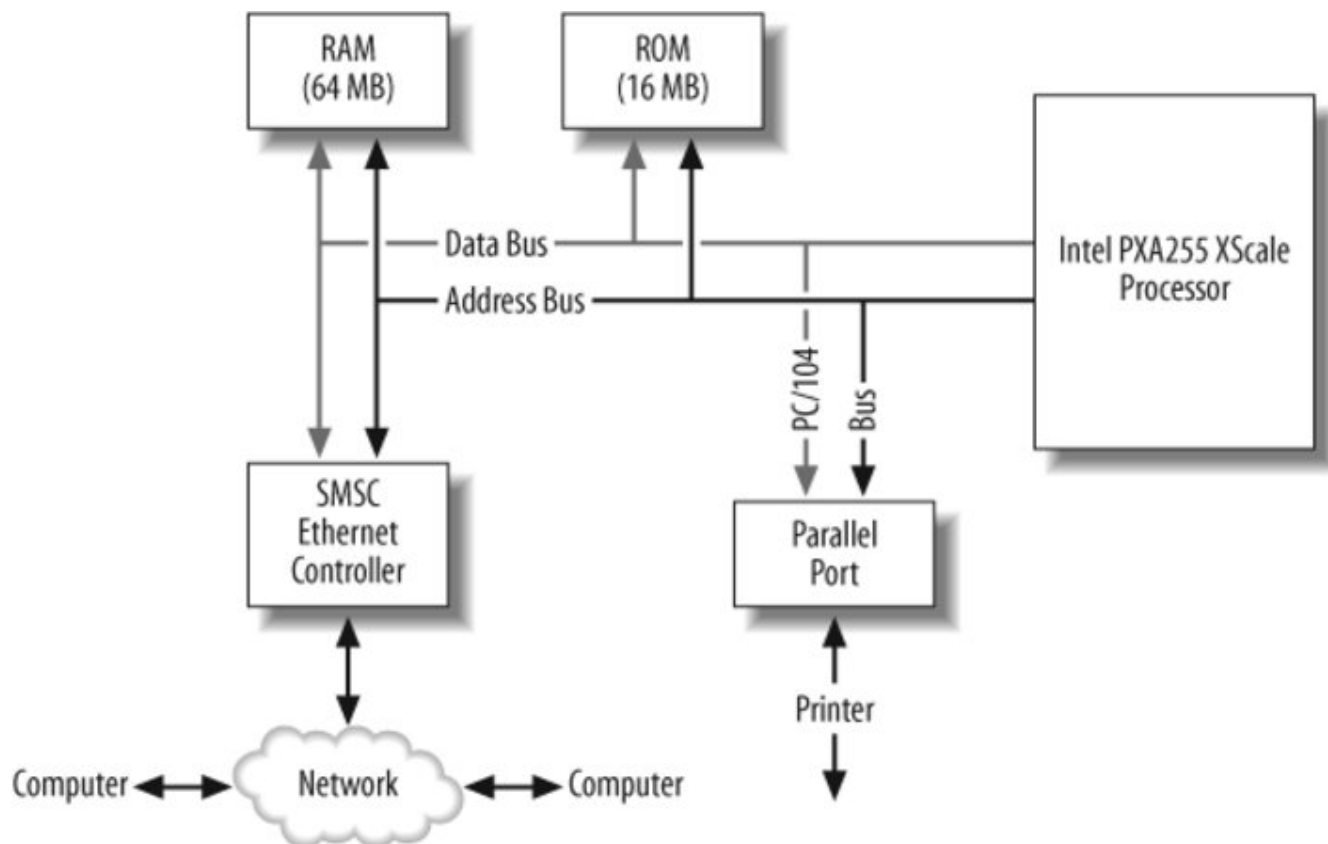 RAM
(64 MB)
ROM
(16 MB)
Intel PXA255 XScale
Processor
Data Bus
Address Bus
PC/104
Bus
SMSC
Ethernet
Controller
Parallel
Port
Printer
Computer
Network
Computer